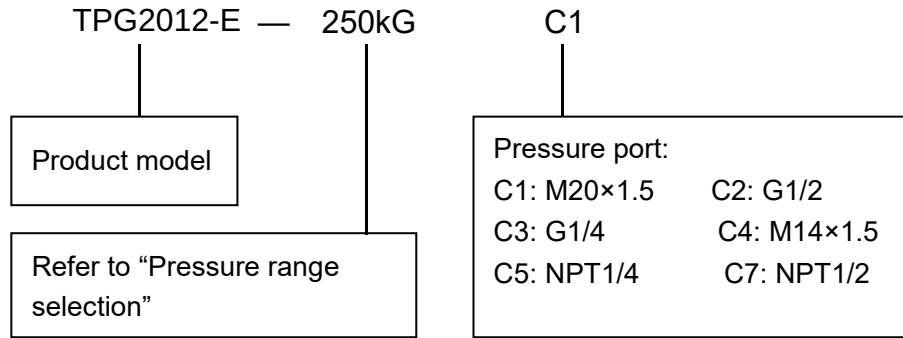 TPG2012-E — 250kG C1
Product model
Refer to “Pressure range
selection”
Pressure port:
C1: M20×1.5 C2: G1/2
C3: G1/4 C4: M14×1.5
C5: NPT1/4 C7: NPT1/2